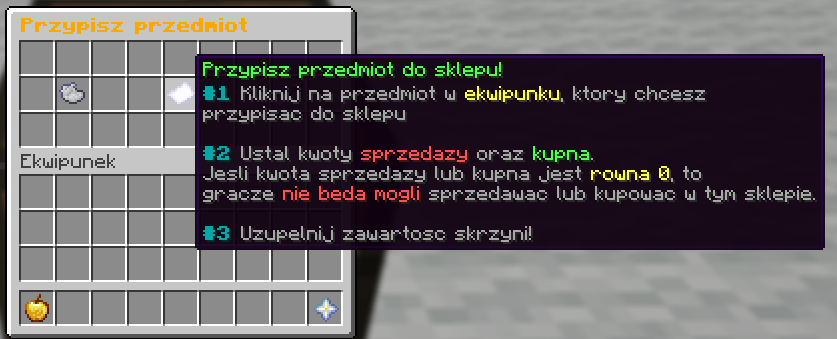 Przypisz przedmiot
Przypisz przedmiot do sklepu!
#1 Kliknij na przedmiot w ekwipunku, ktory chcesz
przypisac do sklepu
#2 Ustal kwoty sprzedazy oraz kupna.
Jesli kwota sprzedazy lub kupna jest rowna 0, to
gracze nie beda mogli sprzedawac lub kupowac w tym sklepie.
#3 Uzupelnij zawartosc skrzyni!
Ekwipunek